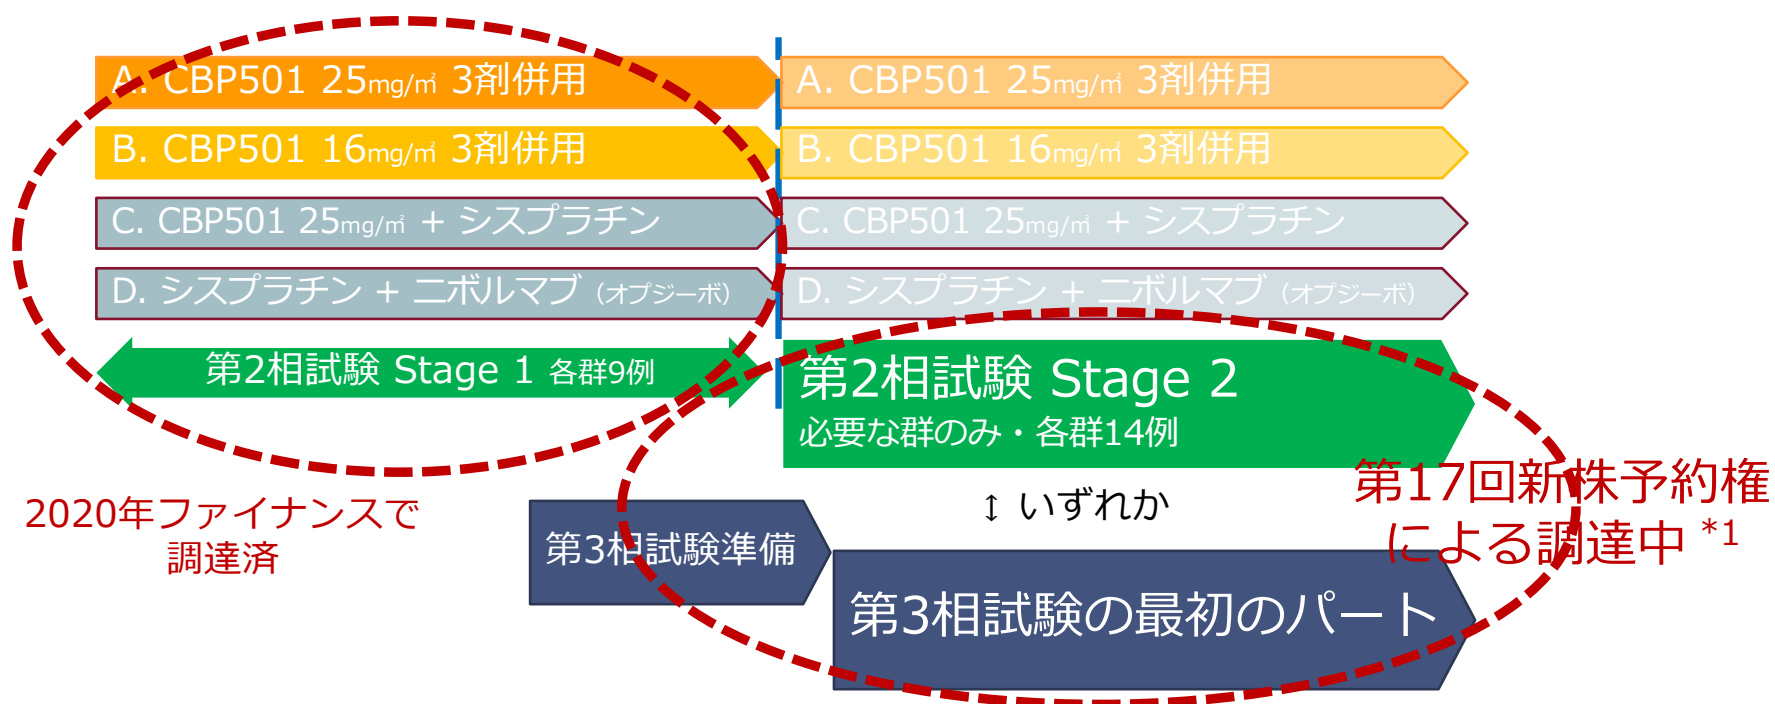 A. CBP501 25mg/㎡ 3剤併用
A. CBP501 25mg/㎡ 3剤併用
B. CBP501 16mg/㎡ 3剤併用
B. CBP501 16mg/㎡ 3剤併用
C. CBP501 25mg/㎡ + シスプラチン
C. CBP501 25mg/㎡ + シスプラチン
D. シスプラチン + ニボルマブ（オプジーボ）
D. シスプラチン + ニボルマブ（オプジーボ）
第2相試験 Stage 1 各群9例
第2相試験 Stage 2
必要な群のみ・各群14例
2020年ファイナンスで
調達済
↕ いずれか
第17回新株予約権
による調達中 *1
第3相試験準備
第3相試験の最初のパート